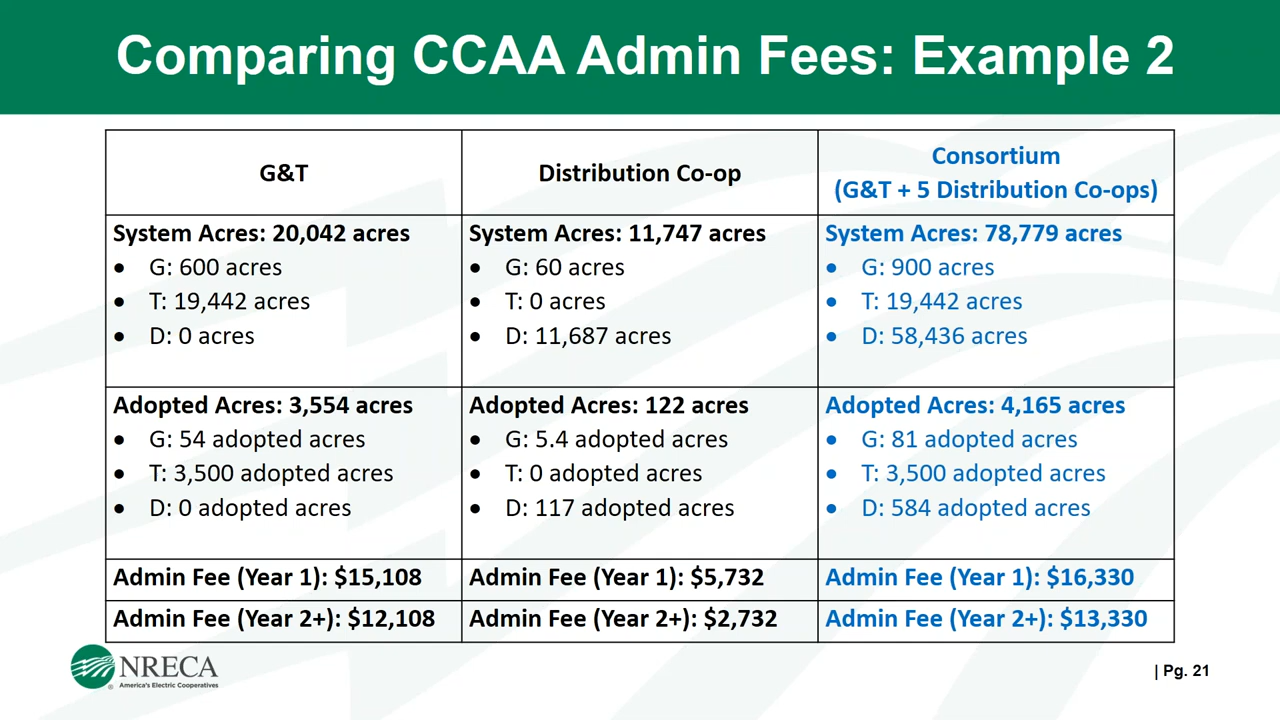 Comparing CCAA Admin Fees: Example 2
G&T
Distribution Co-op
Consortium
(G&T + 5 Distribution Co-ops)
System Acres: 20,042 acres
• G: 600 acres
• T: 19,442 acres
• D: 0 acres
System Acres: 11,747 acres
• G: 60 acres
• T: 0 acres
• D: 11,687 acres
System Acres: 78,779 acres
• G: 900 acres
• T: 19,442 acres
• D: 58,436 acres
Adopted Acres: 3,554 acres
• G: 54 adopted acres
• T: 3,500 adopted acres
• D: 0 adopted acres
Adopted Acres: 122 acres
• G: 5.4 adopted acres
• T: 0 adopted acres
• D: 117 adopted acres
Adopted Acres: 4,165 acres
• G: 81 adopted acres
• T: 3,500 adopted acres
• D: 584 adopted acres
Admin Fee (Year 1): $15,108
Admin Fee (Year 1): $5,732
Admin Fee (Year 1): $16,330
Admin Fee (Year 2+): $12,108
Admin Fee (Year 2+): $2,732
Admin Fee (Year 2+): $13,330
NRECA
America's Electric Cooperatives
®
| Pg. 21